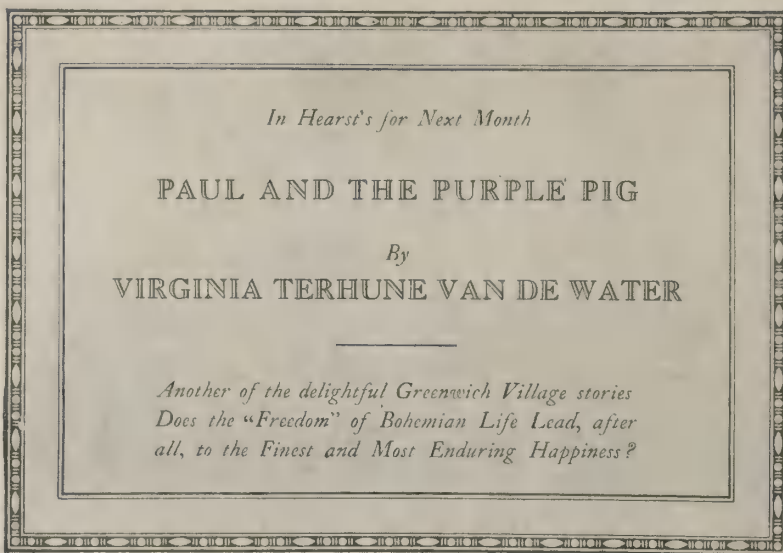 In Hearst's for Next Month
PAUL AND THE PURPLE PIG
By
VIRGINIA TERHUNE VAN DE WATER
Another of the delightful Greenwich Village stories
Does the "Freedom" of Bohemian Life Lead, after
all, to the Finest and Most Enduring Happiness?